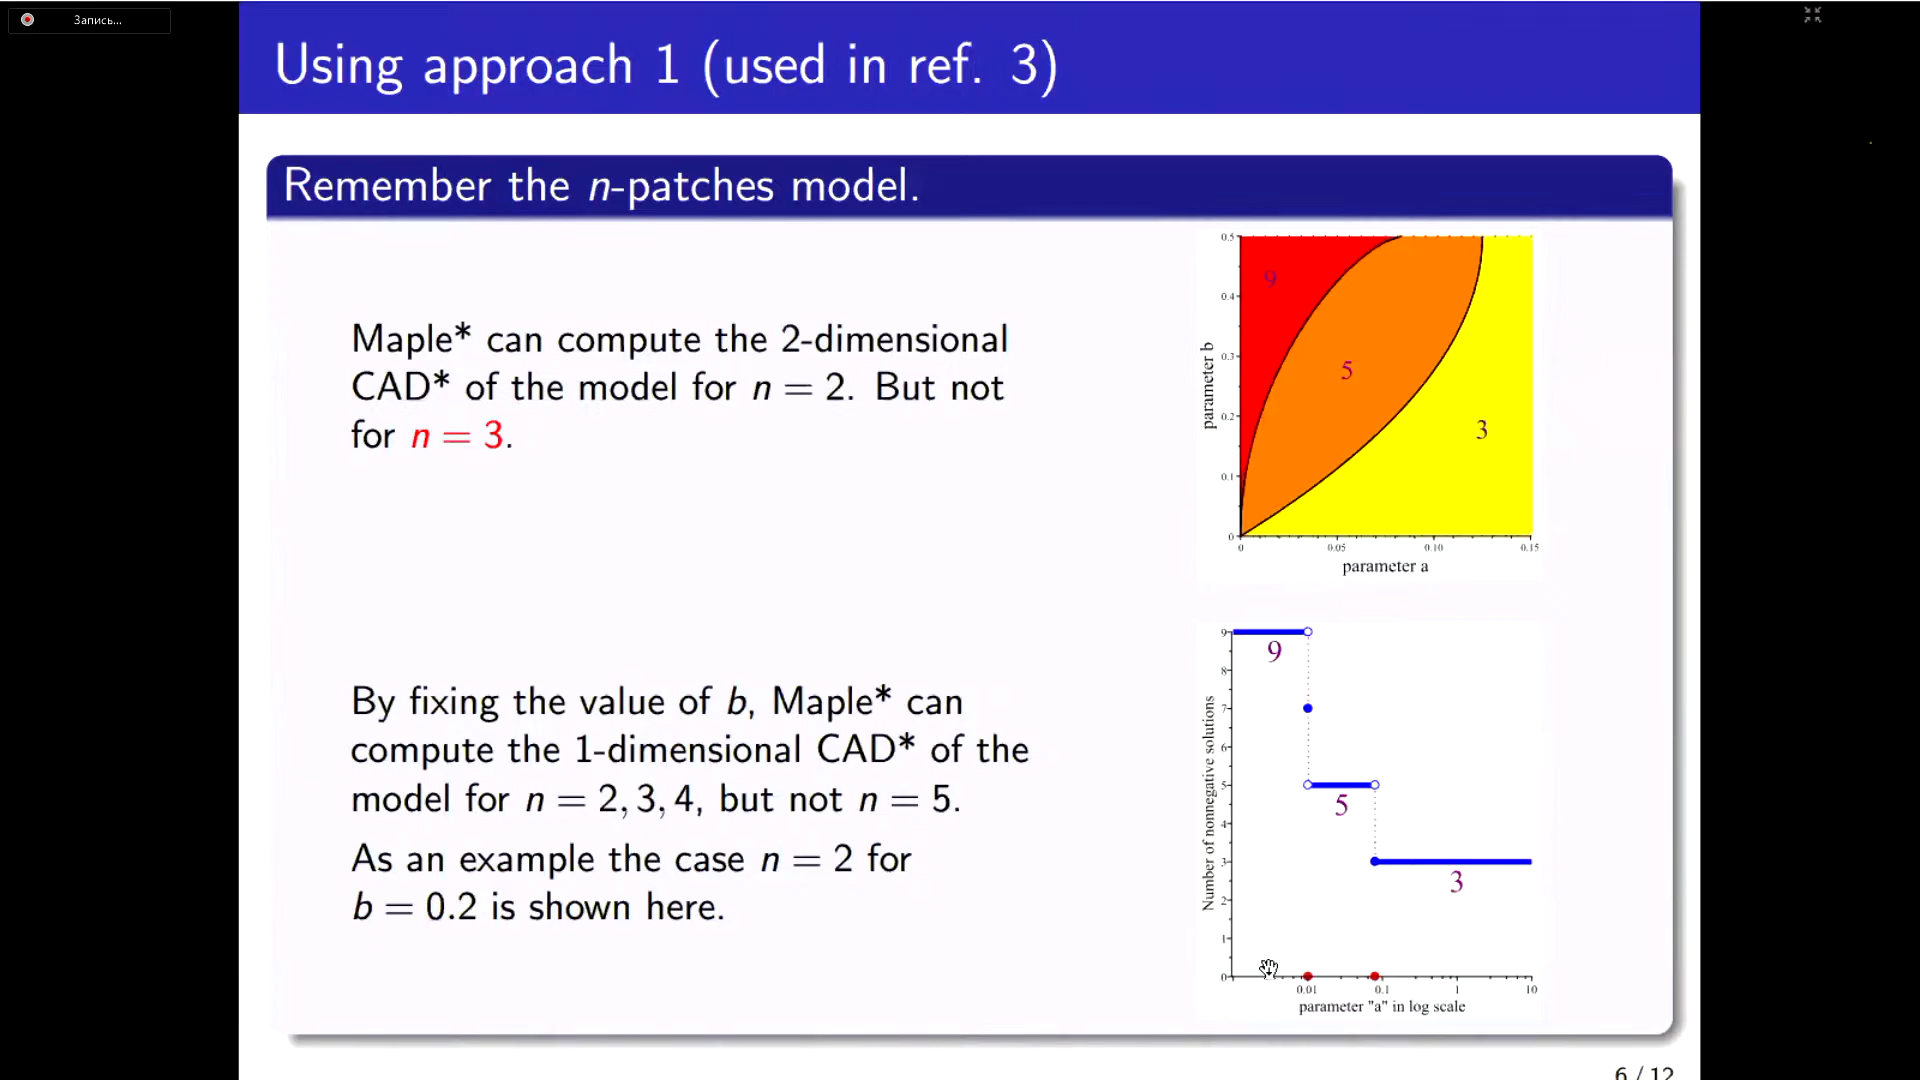 Запись...
Using approach 1 (used in ref. 3)
Remember the n-patches model.
Maple* can compute the 2-dimensional
CAD* of the model for n = 2. But not
for n = 3.
0.5
0.4
0.3
0.2
0.1
0
parameter b
9
5
3
0 0.05 0.10 0.15
parameter a
By fixing the value of b, Maple* can
compute the 1-dimensional CAD* of the
model for n = 2, 3, 4, but not n = 5.
As an example the case n = 2 for
b = 0.2 is shown here.
9
8
7
6
5
4
3
2
1
0
Number of nonnegative solutions
9
5
3
0.01 0.1 1 10
parameter "a" in log scale
6 / 12